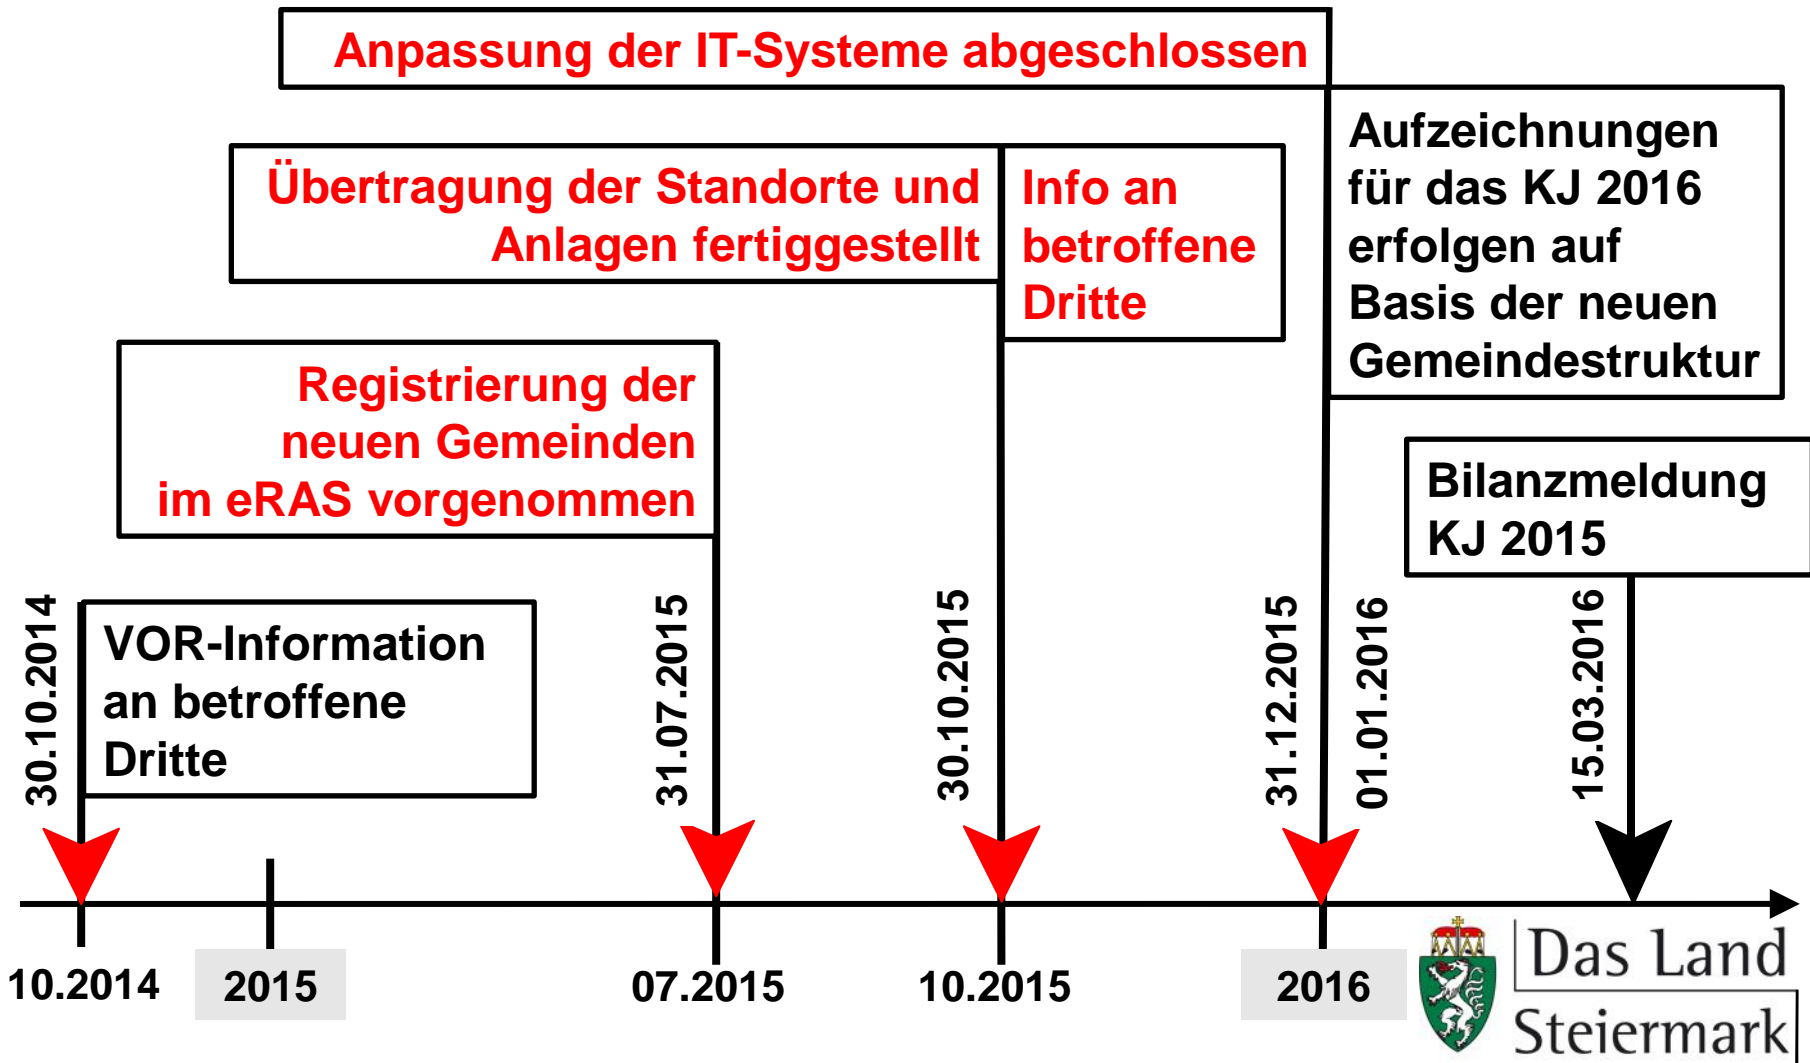 Anpassung der IT-Systeme abgeschlossen
Aufzeichnungen
für das KJ 2016
erfolgen auf
Basis der neuen
Gemeindestruktur
Übertragung der Standorte und
Anlagen fertiggestellt
Info an
betroffene
Dritte
Registrierung der
neuen Gemeinden
im eRAS vorgenommen
Bilanzmeldung
KJ 2015
VOR-Information
an betroffene
Dritte
30.10.2014
31.07.2015
30.10.2015
31.12.2015
01.01.2016
15.03.2016
10.2014
2015
07.2015
10.2015
2016
Das Land
Steiermark